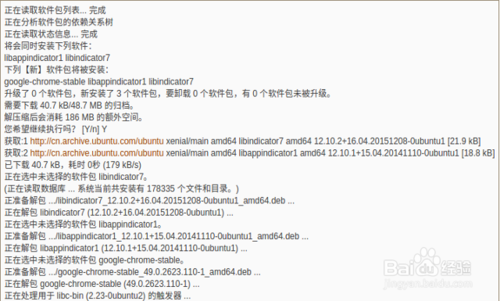 正在读取软件包列表... 完成
正在分析软件包的依赖关系树
正在读取状态信息... 完成
将会同时安装下列软件：
libappindicator1 libindicator7
下列【新】软件包将被安装：
google-chrome-stable libappindicator1 libindicator7
升级了 0 个软件包，新安装了 3 个软件包，要卸载 0 个软件包，有 0 个软件包未被升级。
需要下载 40.7 kB/48.7 MB 的归档。
解压缩后会消耗 186 MB 的额外空间。
您希望继续执行吗？ [Y/n] Y
获取:1 http://cn.archive.ubuntu.com/ubuntu xenial/main amd64 libindicator7 amd64 12.10.2+16.04.20151208-0ubuntu1 [21.9 kB]
获取:2 http://cn.archive.ubuntu.com/ubuntu xenial/main amd64 libappindicator1 amd64 12.10.1+15.04.20141110-0ubuntu1 [18.8 kB]
已下载 40.7 kB，耗时 0秒 (179 kB/s)
正在选中未选择的软件包 libindicator7。
(正在读取数据库 ... 系统当前共安装有 178335 个文件和目录。)
正准备解包 .../libindicator7_12.10.2+16.04.20151208-0ubuntu1_amd64.deb ...
正在解包 libindicator7 (12.10.2+16.04.20151208-0ubuntu1) ...
正在选中未选择的软件包 libappindicator1。
正准备解包 .../libappindicator1_12.10.1+15.04.20141110-0ubuntu1_amd64.deb ...
正在解包 libappindicator1 (12.10.1+15.04.20141110-0ubuntu1) ...
正在选中未选择的软件包 google-chrome-stable。
正准备解包 .../google-chrome-stable_49.0.2623.110-1_amd64.deb ...
正在解包 google-chrome-stable (49.0.2623.110-1) ...
正在处理用于 libc-bin (2.23-0ubuntu2) 的触发器 ...
Baidu 经验